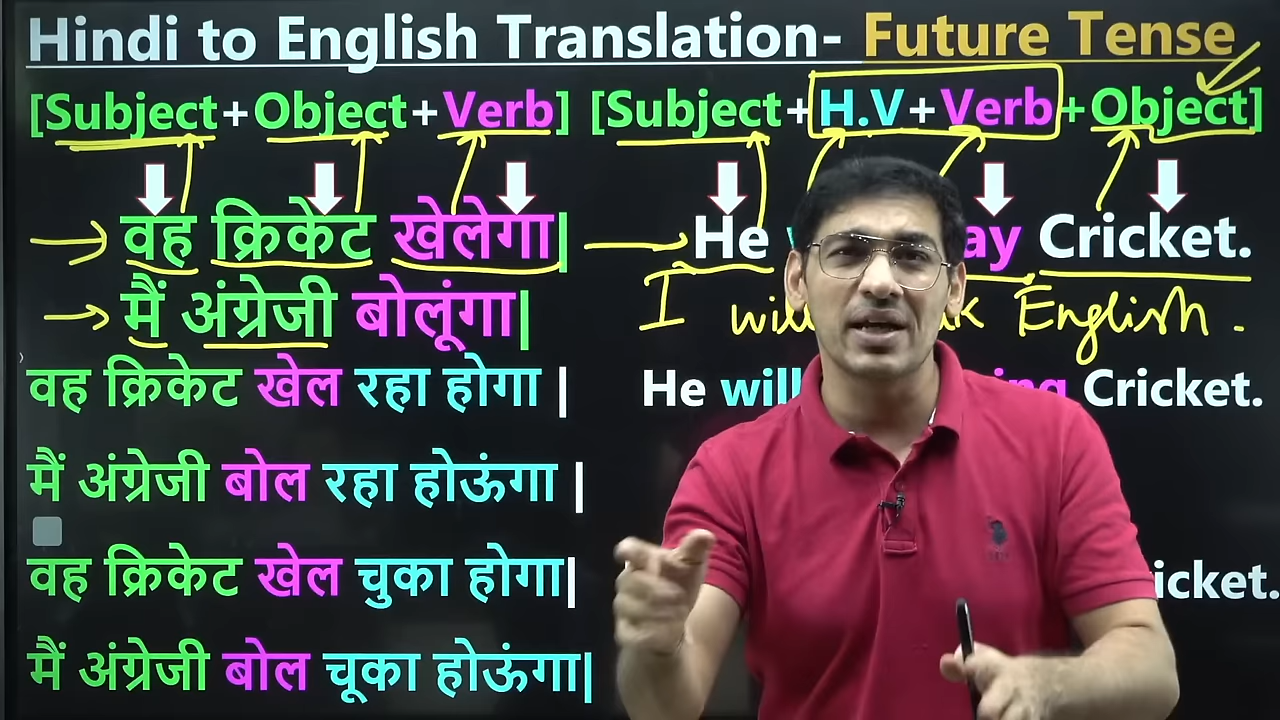 Hindi to English Translation- Future Tense
[Subject+Object+Verb] [Subject+H.V+Verb+Object]
वह क्रिकेट खेलेगा| He Cricket.
मैं अंग्रेजी बोलूंगा| I will English.
वह क्रिकेट खेल रहा होगा | He will Cricket.
मैं अंग्रेजी बोल रहा होऊंगा |
वह क्रिकेट खेल चुका होगा|
मैं अंग्रेजी बोल चूका होऊंगा|